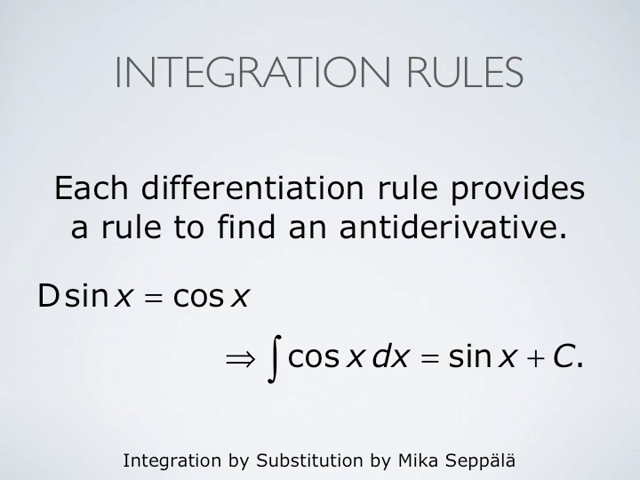 INTEGRATION RULES
Each differentiation rule provides
a rule to find an antiderivative.
D sin x = cos x
⇒ ∫ cos x dx = sin x + C.
Integration by Substitution by Mika Seppälä